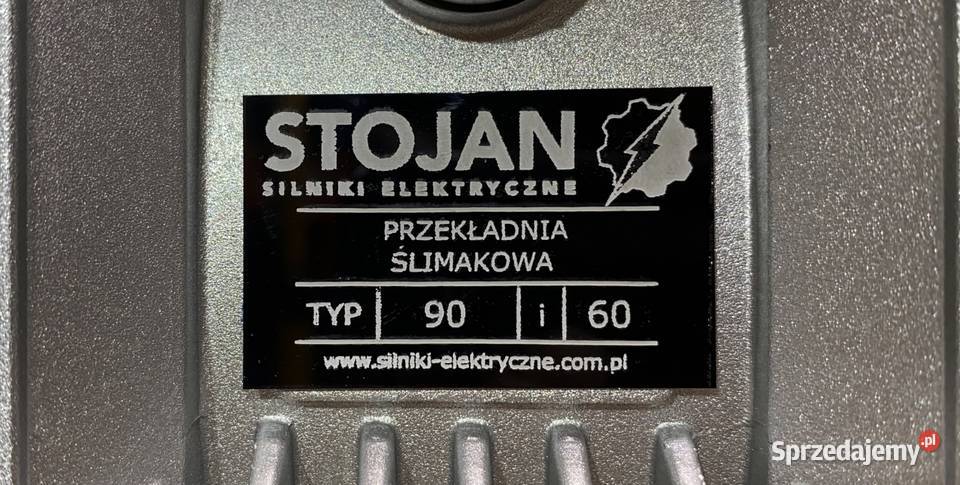 STOJAN
SILNIKI ELEKTRYCZNE
PRZEKŁADNIA
ŚLIMAKOWA
TYP 90 i 60
www.silniki-elektryczne.com.pl
Sprzedajemy.pl